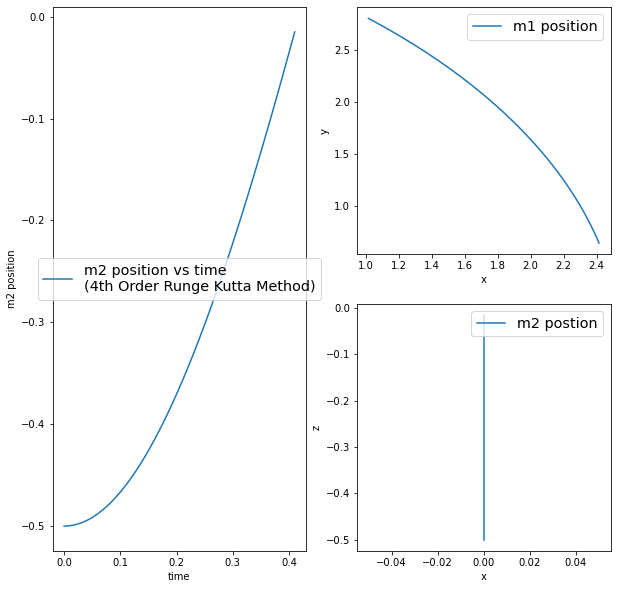 0.0
−0.1
−0.2
−0.3
−0.4
−0.5
m2 position
m2 position vs time
(4th Order Runge Kutta Method)
0.0 0.1 0.2 0.3 0.4
time
m1 position
2.5
2.0
1.5
1.0
y
1.0 1.2 1.4 1.6 1.8 2.0 2.2 2.4
x
m2 postion
0.0
−0.1
−0.2
−0.3
−0.4
−0.5
z
−0.04 −0.02 0.00 0.02 0.04
x